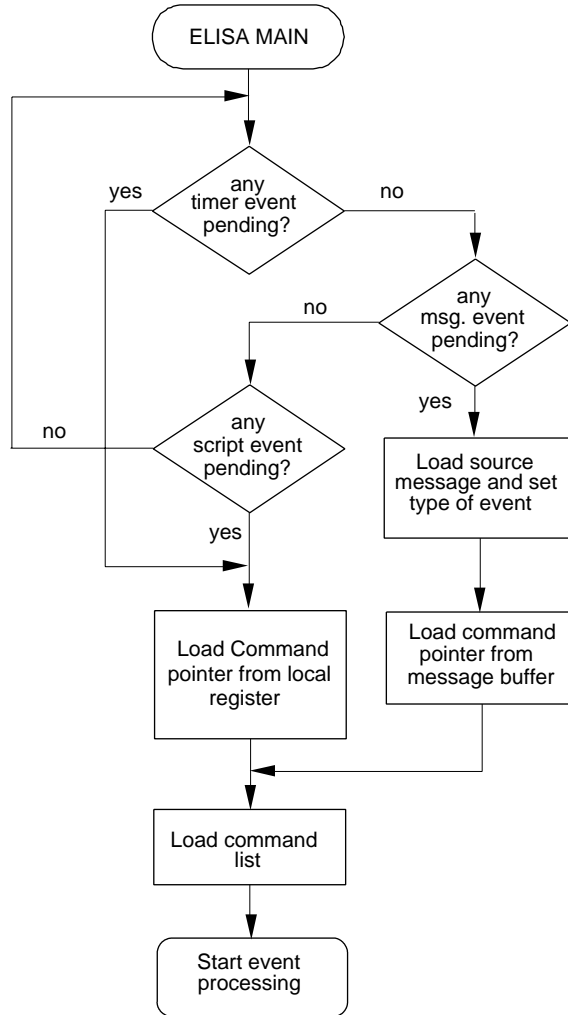 ELISA MAIN
yes
any
timer event
pending?
no
any
msg. event
pending?
no
yes
any
script event
pending?
no
yes
Load source
message and set
type of event
Load Command
pointer from local
register
Load command
pointer from
message buffer
Load command
list
Start event
processing